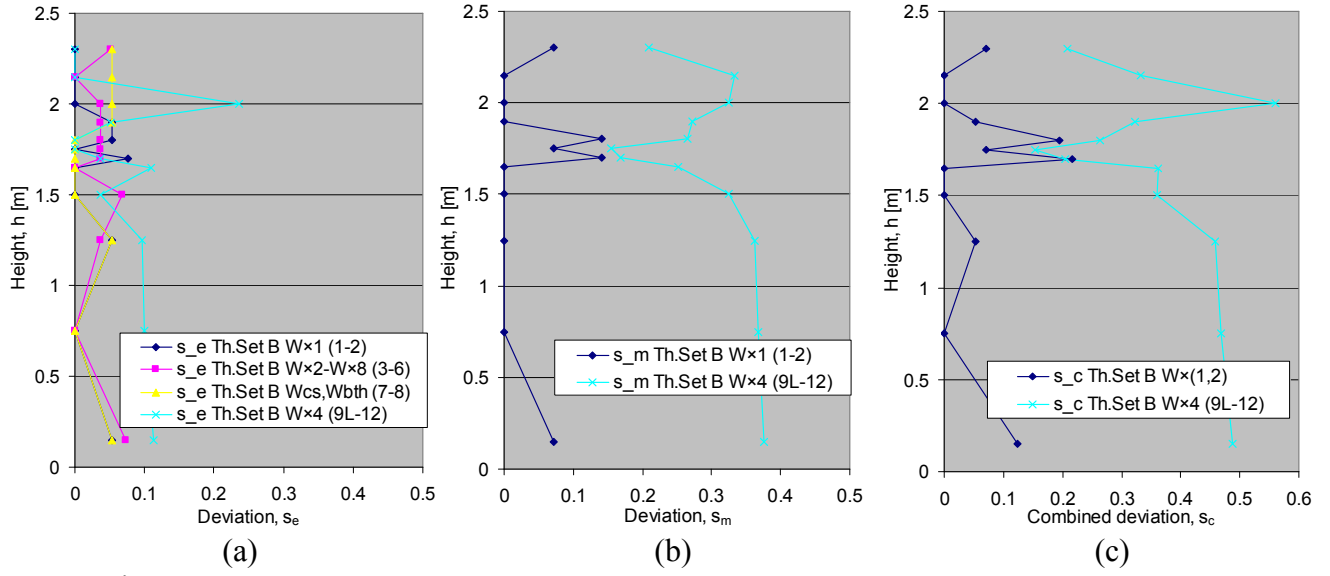 2.5
2
1.5
1
0.5
0
Height, h [m]
s_e Th.Set B W×1 (1-2)
s_e Th.Set B W×2-W×8 (3-6)
s_e Th.Set B Wcs,Wbth (7-8)
s_e Th.Set B W×4 (9L-12)
0 0.1 0.2 0.3 0.4 0.5
Deviation, sₑ
(a)
2.5
2
1.5
1
0.5
0
Height, h [m]
s_m Th.Set B W×1 (1-2)
s_m Th.Set B W×4 (9L-12)
0 0.1 0.2 0.3 0.4 0.5
Deviation, sₘ
(b)
2.5
2
1.5
1
0.5
0
Height, h [m]
s_c Th.Set B W×(1,2)
s_c Th.Set B W×4 (9L-12)
0 0.1 0.2 0.3 0.4 0.5 0.6
Combined deviation, s_c
(c)